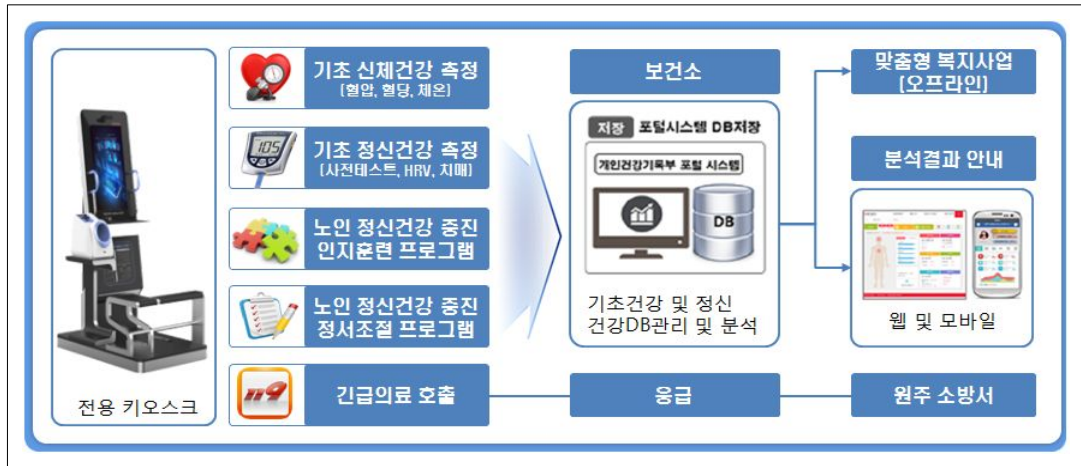 기초 신체건강 측정
(혈압, 혈당, 체온)
105
기초 정신건강 측정
(사전테스트, HRV, 치매)
노인 정신건강 증진
인지훈련 프로그램
노인 정신건강 증진
정서조절 프로그램
119
긴급의료 호출
전용 키오스크
보건소
저장 포털시스템 DB저장
개인건강기록부 포털 시스템
DB
기초건강 및 정신
건강DB관리 및 분석
응급
맞춤형 복지사업
(오프라인)
분석결과 안내
웹 및 모바일
원주 소방서